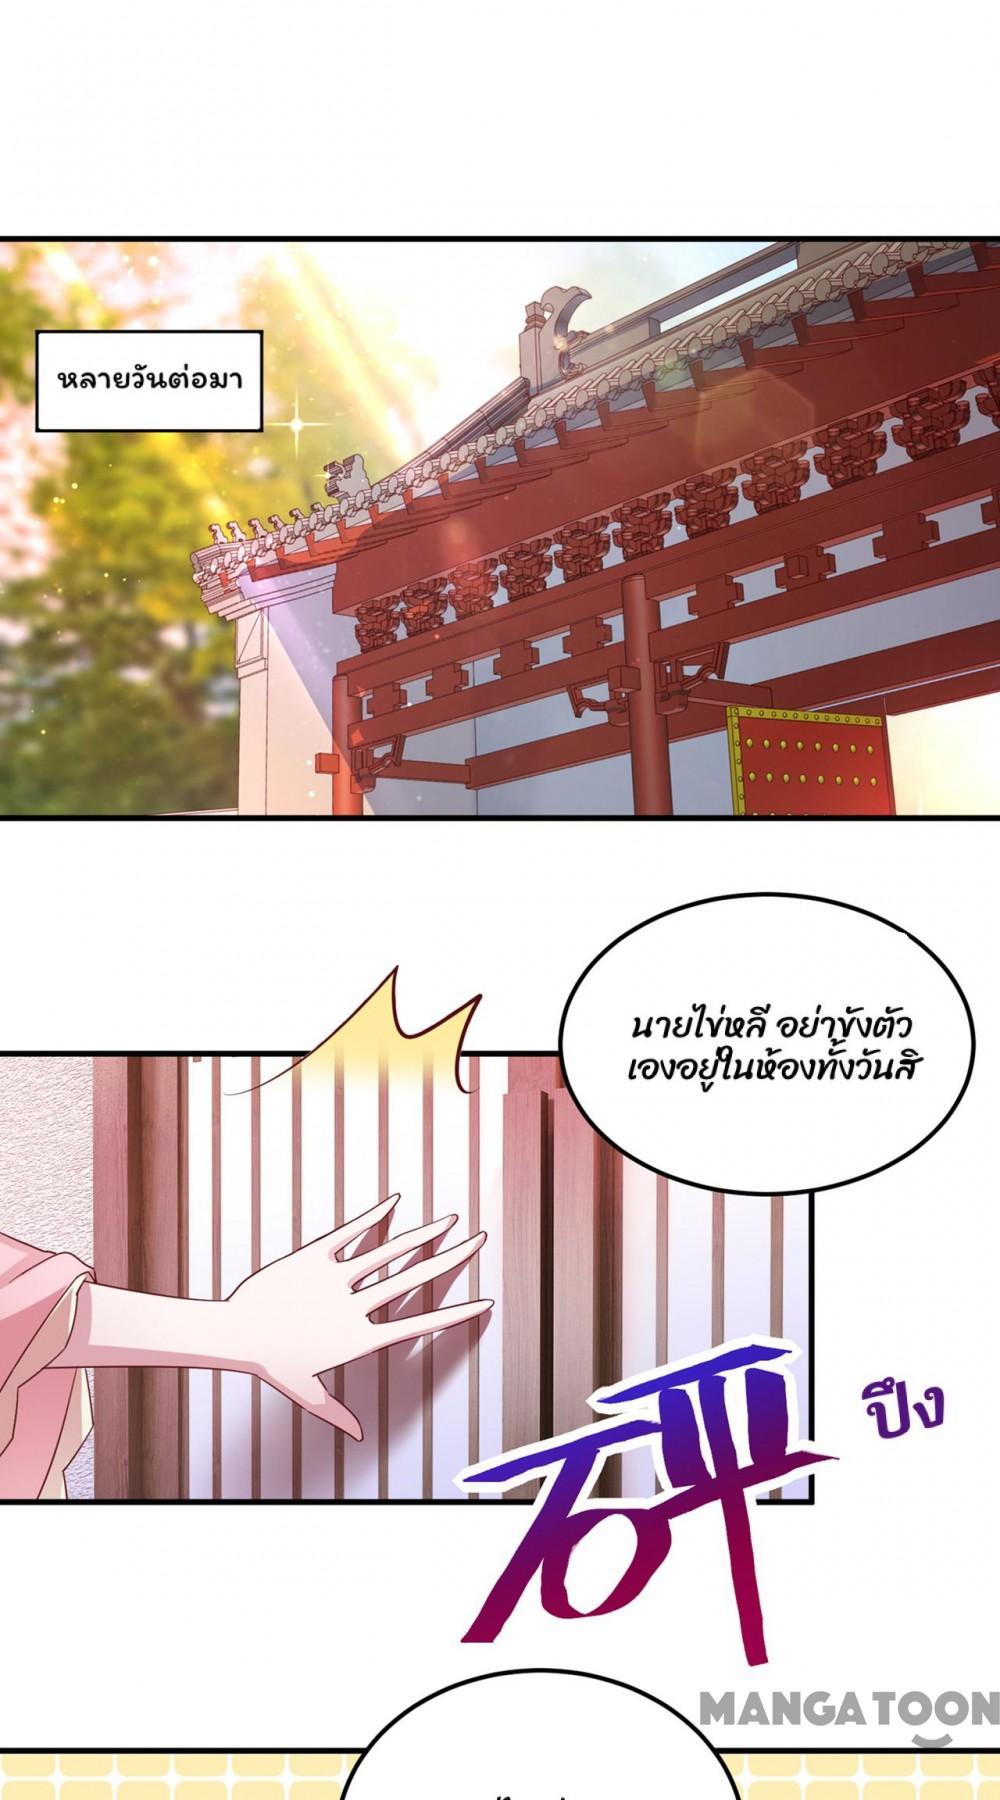 หลายวันต่อมา
นายไข่หลี อย่าขังตัว
เองอยู่ในห้องทั้งวันสิ
砰
ปึง
MANGATOON